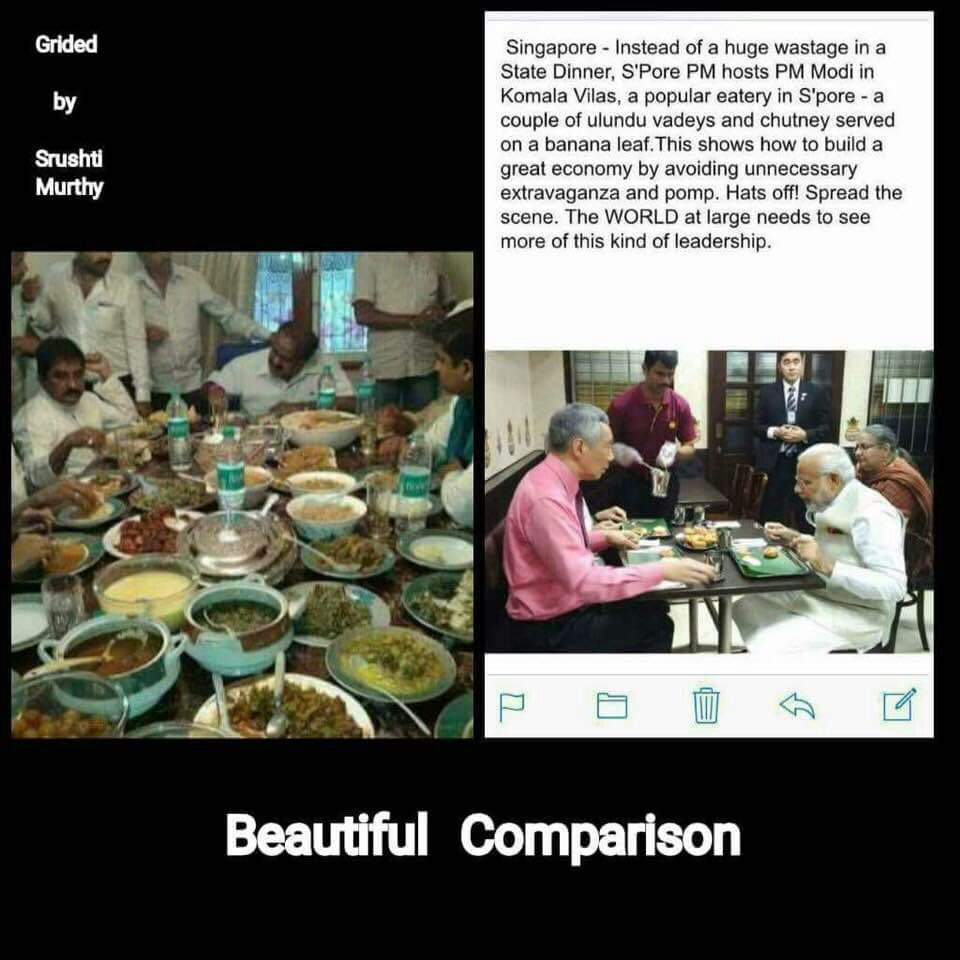 Grided
by
Srushti
Murthy
Singapore - Instead of a huge wastage in a
State Dinner, S'Pore PM hosts PM Modi in
Komala Vilas, a popular eatery in S'pore - a
couple of ulundu vadeys and chutney served
on a banana leaf.This shows how to build a
great economy by avoiding unnecessary
extravaganza and pomp. Hats off! Spread the
scene. The WORLD at large needs to see
more of this kind of leadership.
Beautiful Comparison